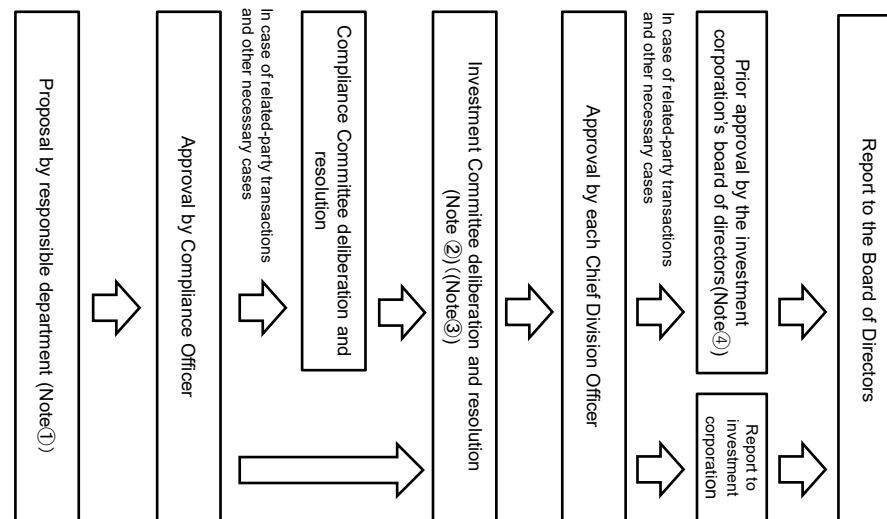 Proposal by responsible department (Note①))
Approval by Compliance Officer
In case of related-party transactions
and other necessary cases
Compliance Committee deliberation and
resolution
Investment Committee deliberation and resolution
(Note ②))((Note③))
Approval by each Chief Division Officer
In case of related-party transactions
and other necessary cases
Prior approval by the investment
corporation's board of directors(Note④))
Report to
investment
corporation
Report to the Board of Directors